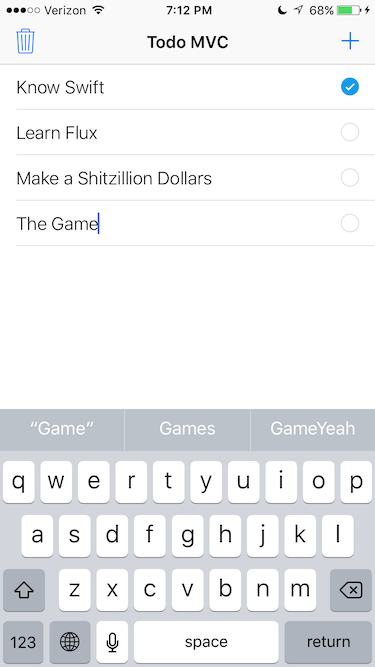 Verizon 7:12 PM 68%
Todo MVC
Know Swift
Learn Flux
Make a Shitzillion Dollars
The Game
“Game” Games GameYeah
q w e r t y u i o p
a s d f g h j k l
z x c v b n m
123 space return